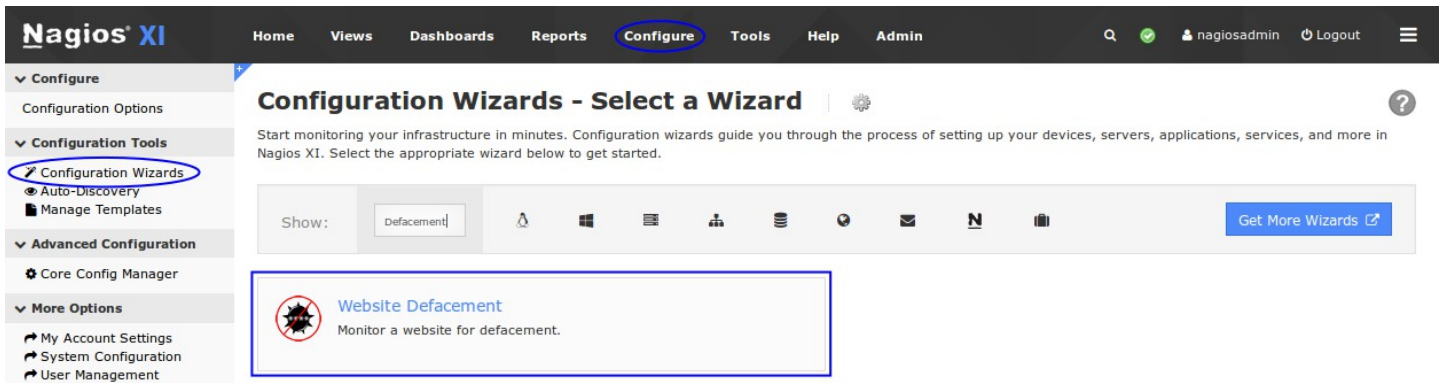 Nagios® XI
Home Views Dashboards Reports Configure Tools Help Admin nagiosadmin Logout
Configure
Configuration Options
Configuration Tools
Configuration Wizards
Auto-Discovery
Manage Templates
Advanced Configuration
Core Config Manager
More Options
My Account Settings
System Configuration
User Management
Configuration Wizards - Select a Wizard
Start monitoring your infrastructure in minutes. Configuration wizards guide you through the process of setting up your devices, servers, applications, services, and more in
Nagios XI. Select the appropriate wizard below to get started.
Show: Defacement N Get More Wizards
Website Defacement
Monitor a website for defacement.